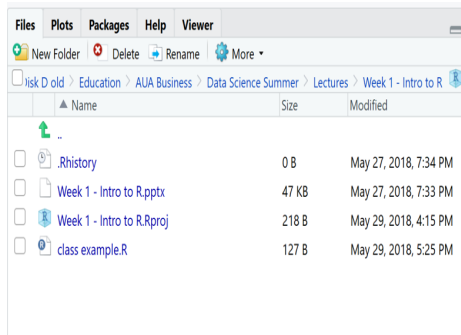 Files Plots Packages Help Viewer
New Folder Delete Rename More
Disk D old > Education > AUA Business > Data Science Summer > Lectures > Week 1 - Intro to R
Name Size Modified
..
.Rhistory 0 B May 27, 2018, 7:34 PM
Week 1 - Intro to R.pptx 47 KB May 27, 2018, 7:33 PM
Week 1 - Intro to R.Rproj 218 B May 29, 2018, 4:15 PM
class example.R 127 B May 29, 2018, 5:25 PM